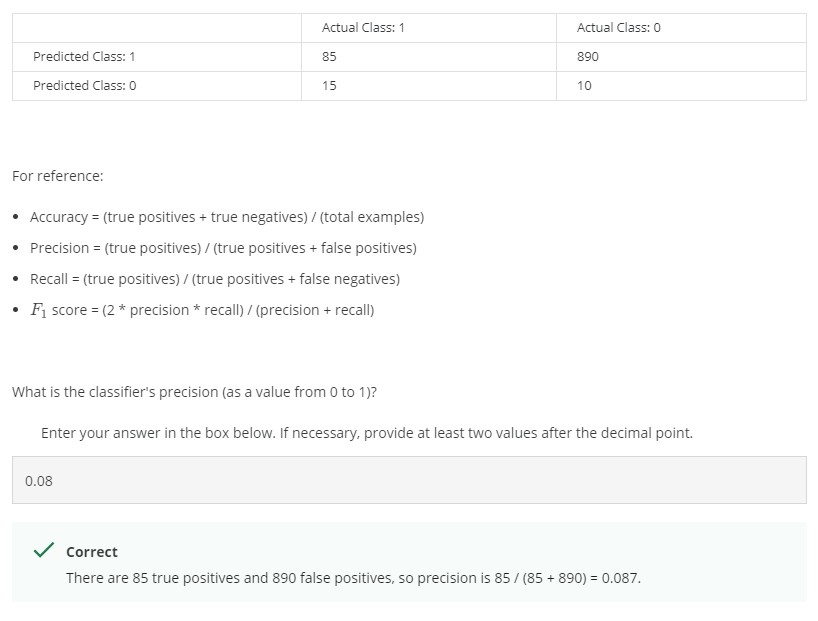 Actual Class: 1 Actual Class: 0
Predicted Class: 1 85 890
Predicted Class: 0 15 10
For reference:
• Accuracy = (true positives + true negatives) / (total examples)
• Precision = (true positives) / (true positives + false positives)
• Recall = (true positives) / (true positives + false negatives)
• F₁ score = (2 * precision * recall) / (precision + recall)
What is the classifier's precision (as a value from 0 to 1)?
Enter your answer in the box below. If necessary, provide at least two values after the decimal point.
0.08
Correct
There are 85 true positives and 890 false positives, so precision is 85 / (85 + 890) = 0.087.